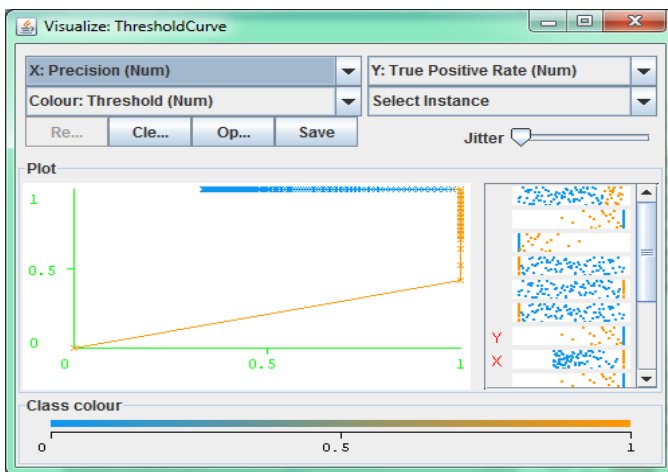 Visualize: ThresholdCurve
X: Precision (Num) Y: True Positive Rate (Num)
Colour: Threshold (Num) Select Instance
Re... Cle... Op... Save Jitter
Plot
1
0.5
0
0 0.5 1
Y
X
Class colour
0 0.5 1